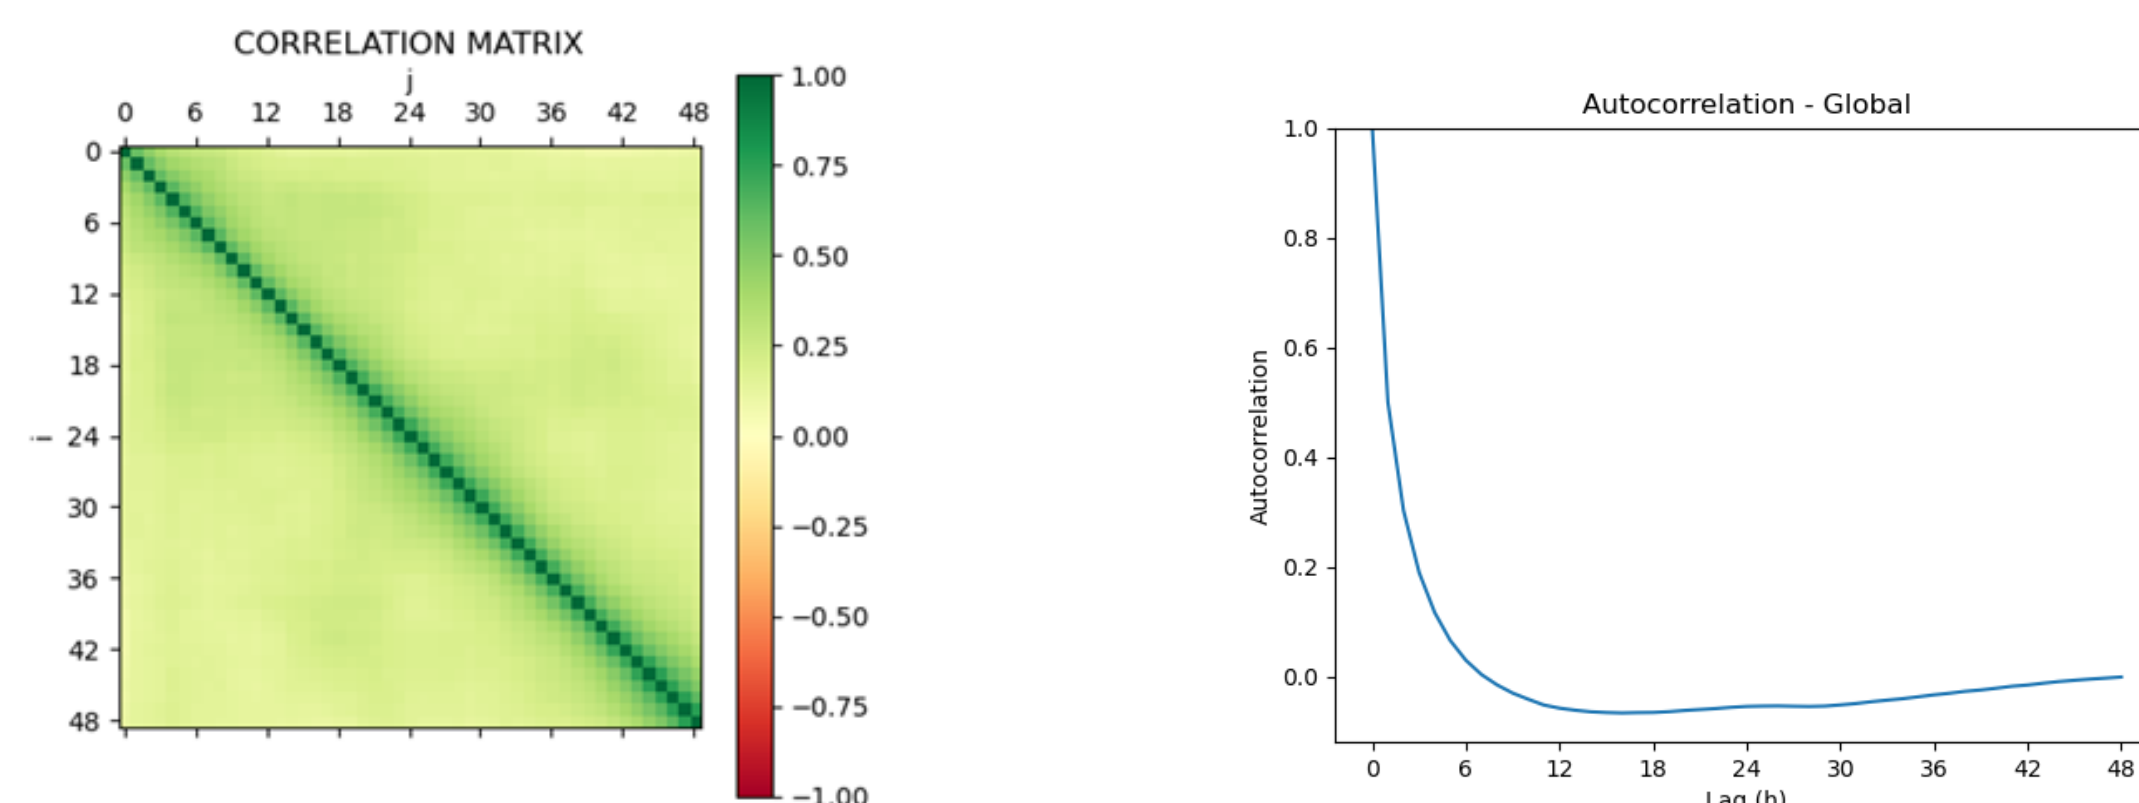 CORRELATION MATRIX
j
0 6 12 18 24 30 36 42 48
0
6
12
18
i 24
30
36
42
48
1.00
0.75
0.50
0.25
0.00
−0.25
−0.50
−0.75
−1.00
Autocorrelation - Global
1.0
0.8
0.6
0.4
0.2
0.0
Autocorrelation
0 6 12 18 24 30 36 42 48
Lag (h)